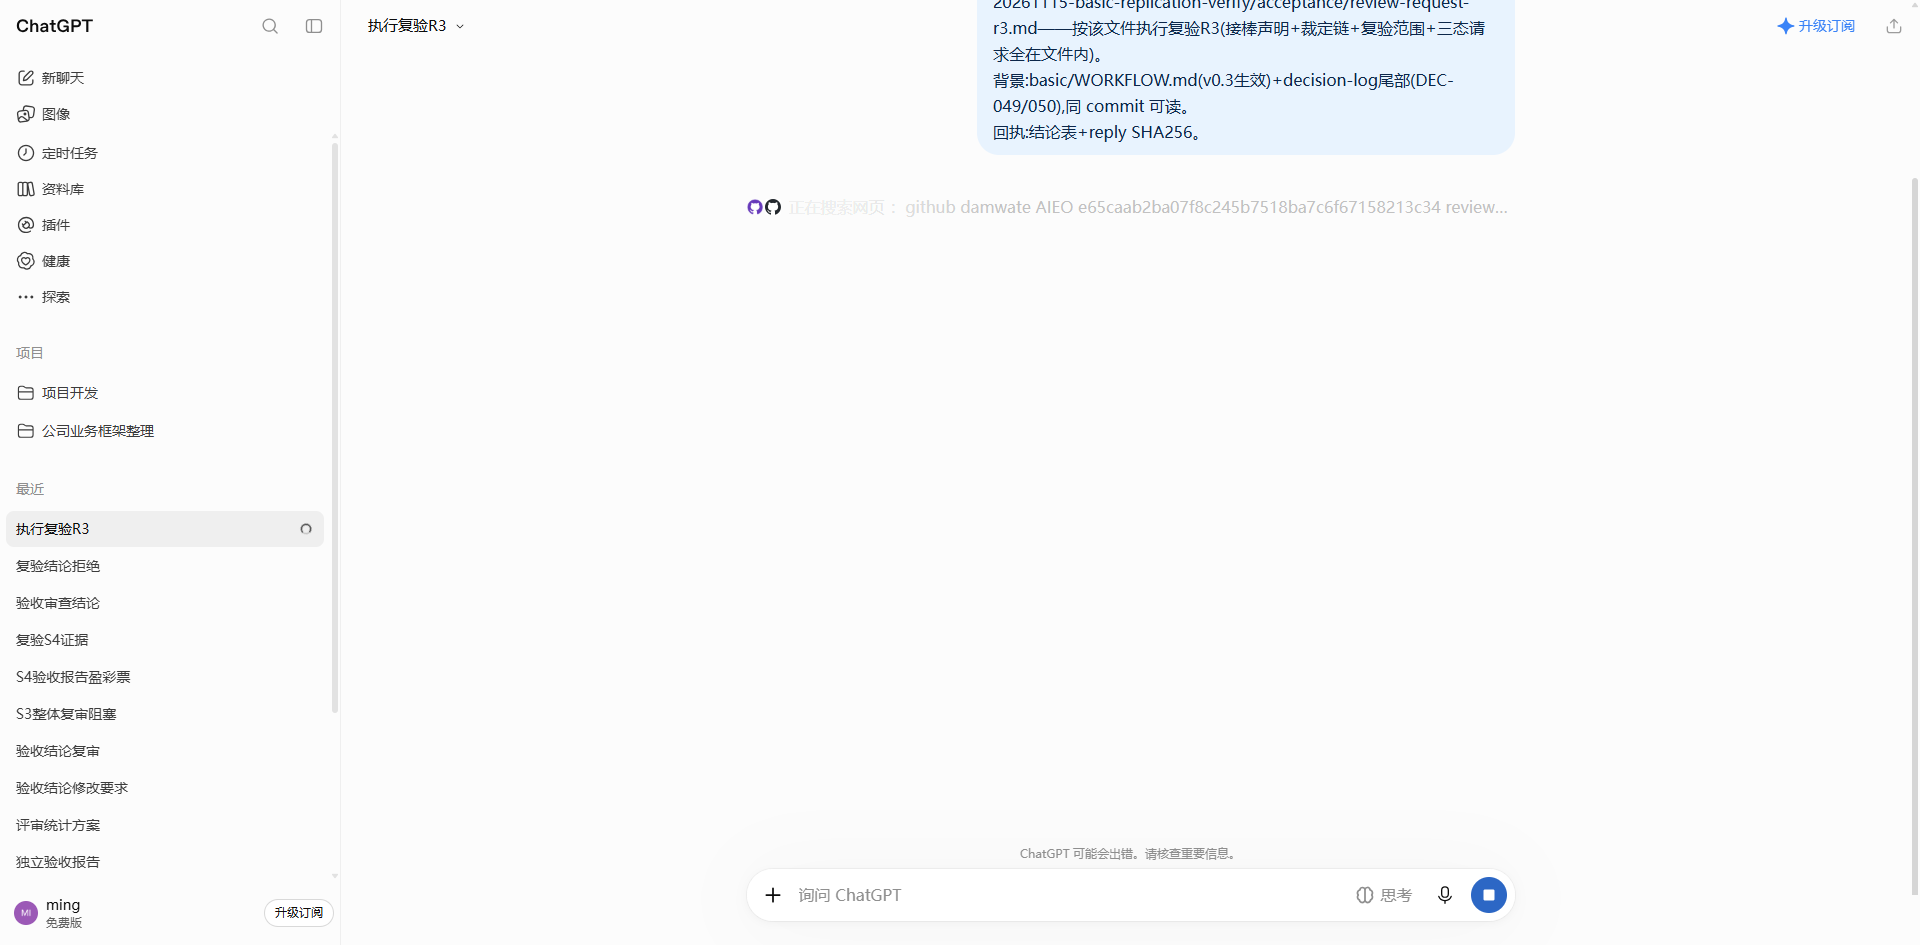 ChatGPT
新聊天
图像
定时任务
资料库
插件
健康
探索
项目
项目开发
公司业务框架整理
最近
执行复验R3
复验结论拒绝
验收审查结论
复验S4证据
S4验收报告盈彩票
S3整体复审阻塞
验收结论复审
验收结论修改要求
评审统计方案
独立验收报告
MI
ming
免费版
升级订阅
执行复验R3
升级订阅
20261115-basic-replication-verify/acceptance/review-request-
r3.md——按该文件执行复验R3(接棒声明+裁定链+复验范围+三态请
求全在文件内)。
背景:basic/WORKFLOW.md(v0.3生效)+decision-log尾部(DEC-
049/050),同 commit 可读。
回执:结论表+reply SHA256。
正在搜索网页： github damwate AIEO e65caab2ba07f8c245b7518ba7c6f67158213c34 review...
ChatGPT 可能会出错。请核查重要信息。
询问 ChatGPT
思考